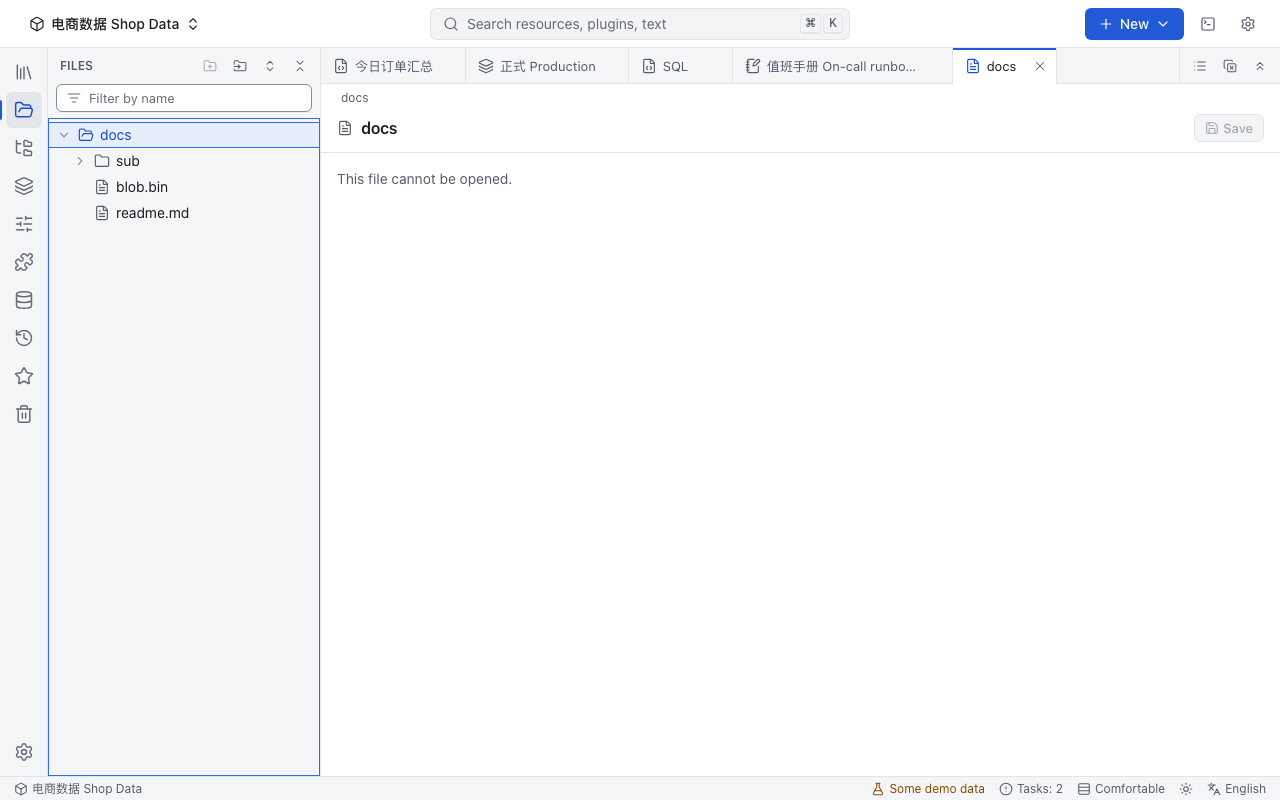 电商数据 Shop Data
Search resources, plugins, text
⌘ K
New
FILES
今日订单汇总
正式 Production
SQL
值班手册 On-call runbo...
docs
Filter by name
docs
docs
docs
Save
sub
blob.bin
readme.md
This file cannot be opened.
电商数据 Shop Data
Some demo data
Tasks: 2
Comfortable
English